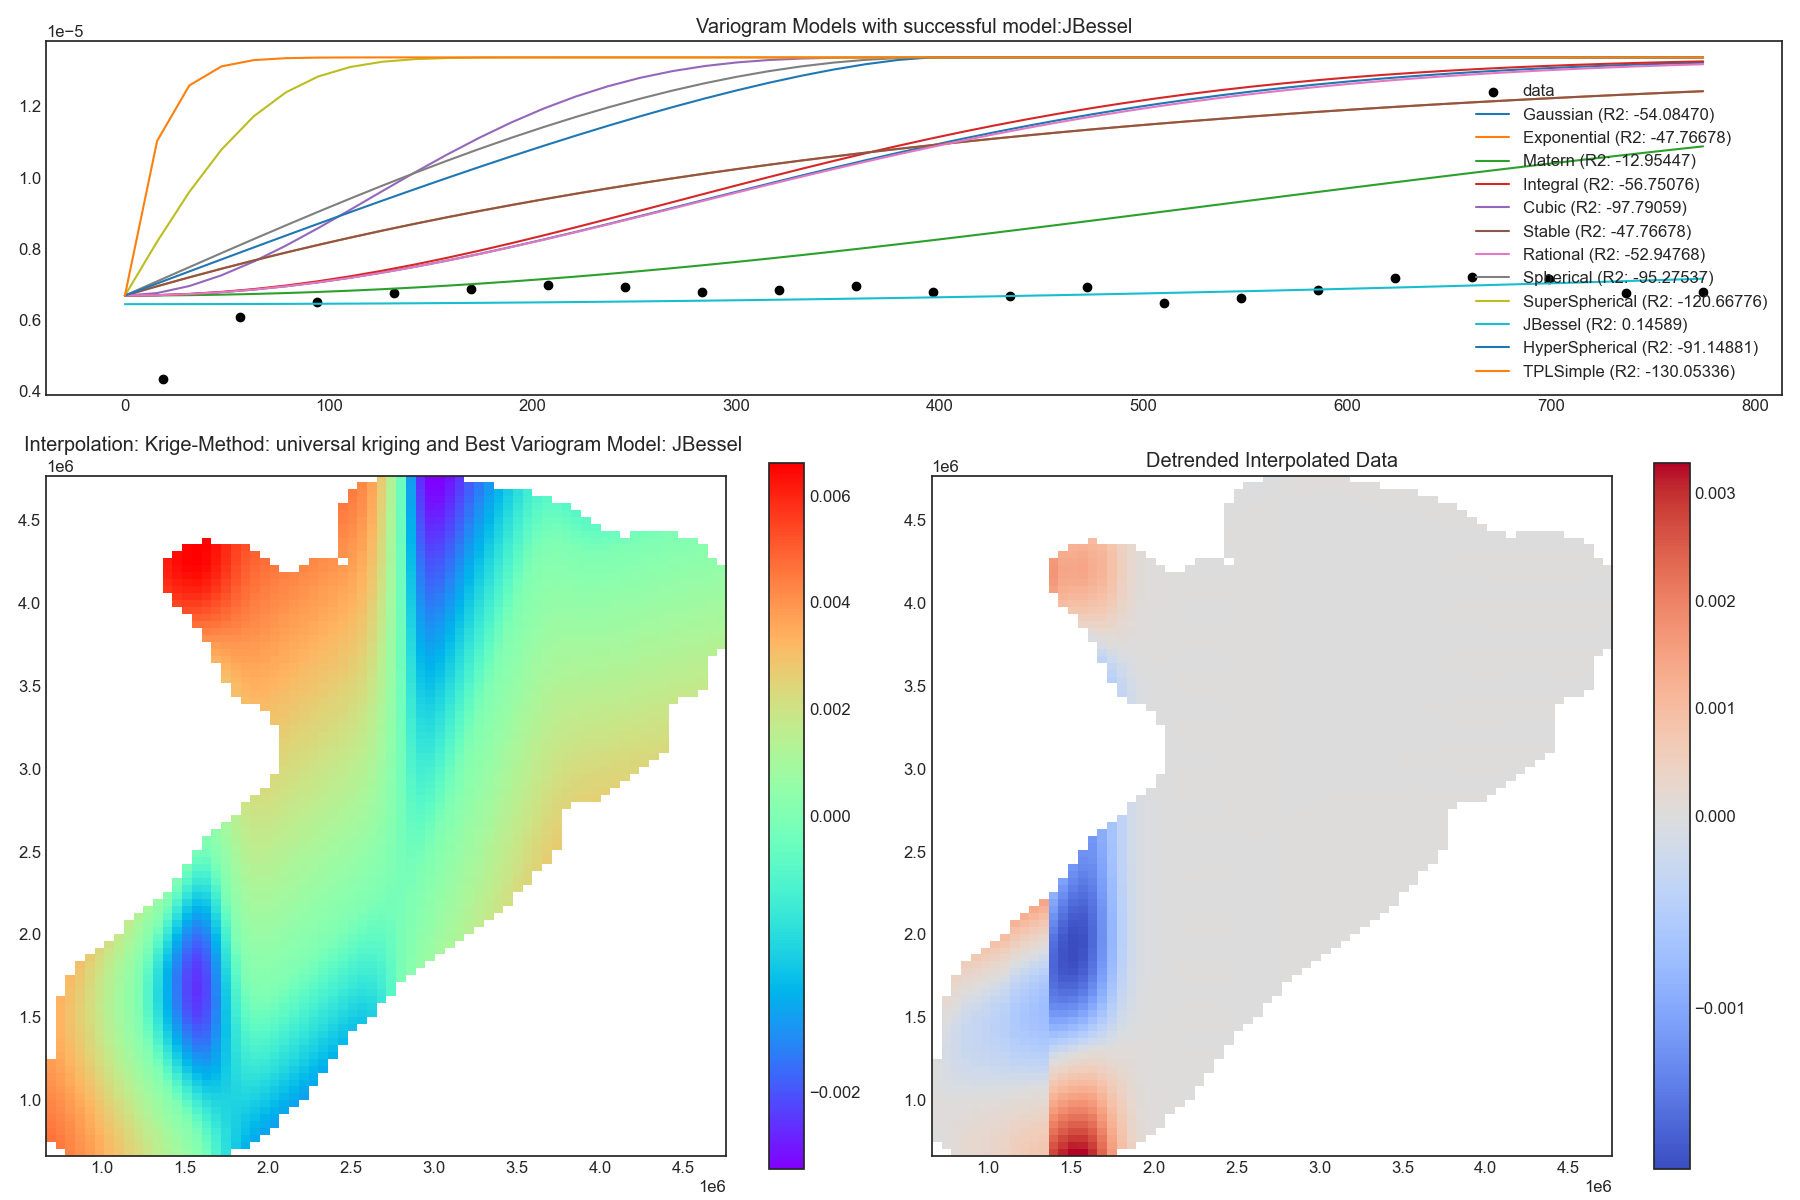 Variogram Models with successful model:JBessel
1e−5
1.2
1.0
0.8
0.6
0.4
0 100 200 300 400 500 600 700 800
data
Gaussian (R2: -54.08470)
Exponential (R2: -47.76678)
Matern (R2: -12.95447)
Integral (R2: -56.75076)
Cubic (R2: -97.79059)
Stable (R2: -47.76678)
Rational (R2: -52.94768)
Spherical (R2: -95.27537)
SuperSpherical (R2: -120.66776)
JBessel (R2: 0.14589)
HyperSpherical (R2: -91.14881)
TPLSimple (R2: -130.05336)
Interpolation: Krige-Method: universal kriging and Best Variogram Model: JBessel
1e6
4.5
4.0
3.5
3.0
2.5
2.0
1.5
1.0
1.0 1.5 2.0 2.5 3.0 3.5 4.0 4.5
1e6
0.006
0.004
0.002
0.000
−0.002
Detrended Interpolated Data
1e6
4.5
4.0
3.5
3.0
2.5
2.0
1.5
1.0
1.0 1.5 2.0 2.5 3.0 3.5 4.0 4.5
1e6
0.003
0.002
0.001
0.000
−0.001